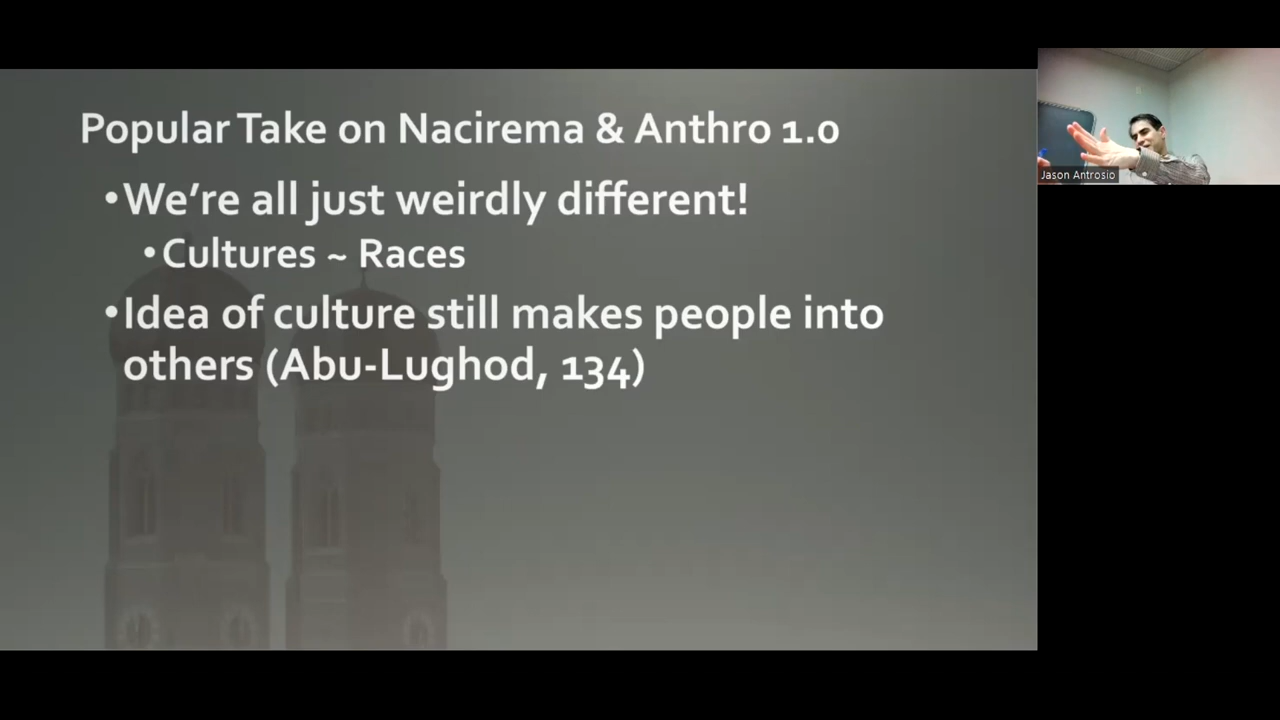 Popular Take on Nacirema & Anthro 1.0
•We’re all just weirdly different!
•Cultures ~ Races
•Idea of culture still makes people into
others (Abu-Lughod, 134)
Jason Antrosio